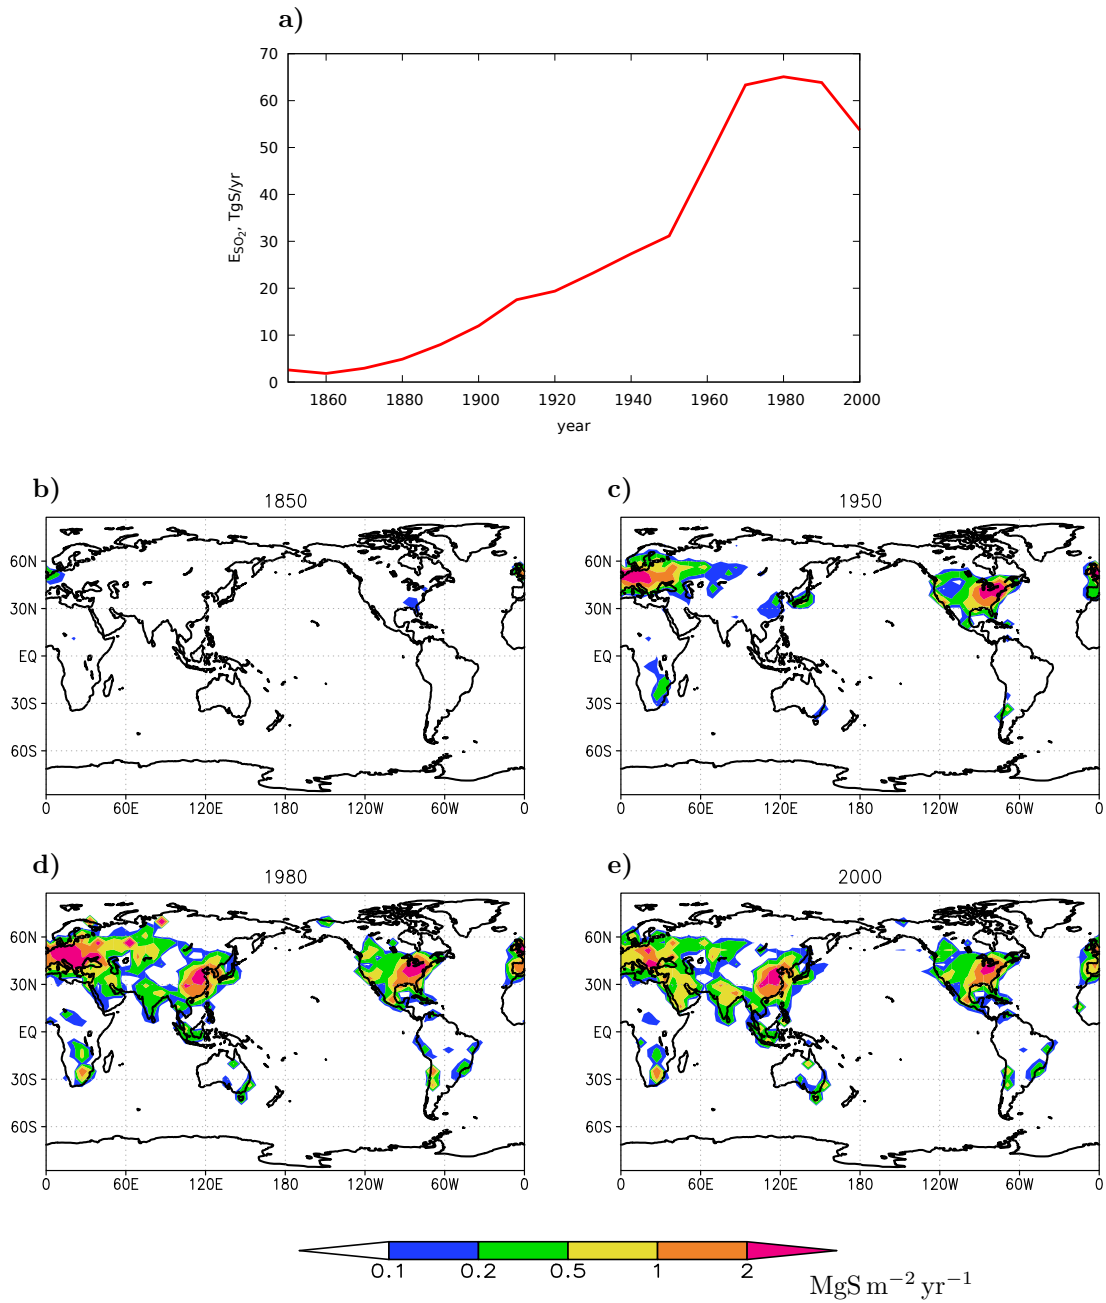 a)
70
60
50
40
30
20
10
0
E_SO₂, TgS/yr
1860 1880 1900 1920 1940 1960 1980 2000
year
b)
1850
60N
30N
EQ
30S
60S
0 60E 120E 180 120W 60W 0
c)
1950
60N
30N
EQ
30S
60S
0 60E 120E 180 120W 60W 0
d)
1980
60N
30N
EQ
30S
60S
0 60E 120E 180 120W 60W 0
e)
2000
60N
30N
EQ
30S
60S
0 60E 120E 180 120W 60W 0
0.1 0.2 0.5 1 2
MgS m⁻² yr⁻¹